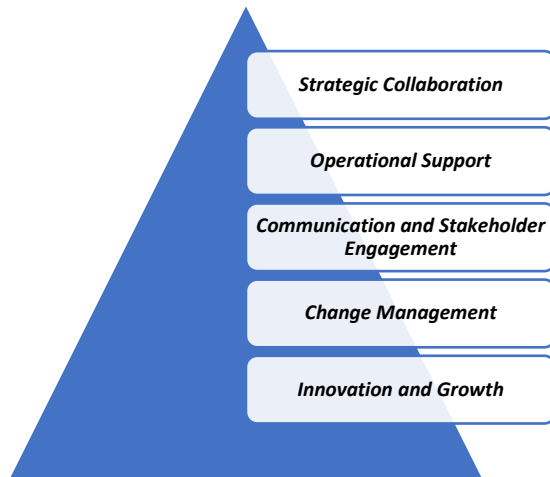 Strategic Collaboration
Operational Support
Communication and Stakeholder
Engagement
Change Management
Innovation and Growth